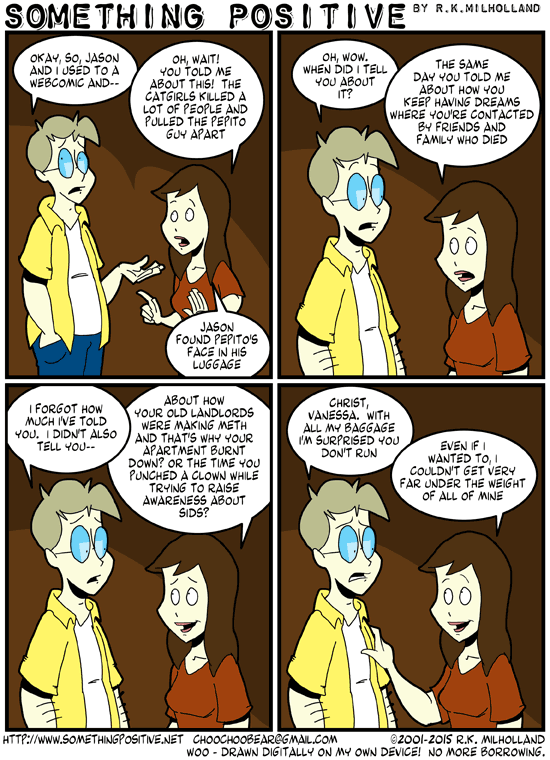 SOMETHING POSITIVE BY R.K.MILHOLLAND
OKAY, SO, JASON
AND I USED TO A
WEBCOMIC AND--
OH, WAIT!
YOU TOLD ME
ABOUT THIS! THE
CATGIRLS KILLED A
LOT OF PEOPLE AND
PULLED THE PEPITO
GUY APART
JASON
FOUND PEPITO'S
FACE IN HIS
LUGGAGE
OH, WOW.
WHEN DID I TELL
YOU ABOUT
IT?
THE SAME
DAY YOU TOLD ME
ABOUT HOW YOU
KEEP HAVING DREAMS
WHERE YOU'RE CONTACTED
BY FRIENDS AND
FAMILY WHO DIED
I FORGOT HOW
MUCH I'VE TOLD
YOU. I DIDN'T ALSO
TELL YOU--
ABOUT HOW
YOUR OLD LANDLORDS
WERE MAKING METH
AND THAT'S WHY YOUR
APARTMENT BURNT
DOWN? OR THE TIME YOU
PUNCHED A CLOWN WHILE
TRYING TO RAISE
AWARENESS ABOUT
SIDS?
CHRIST,
VANESSA. WITH
ALL MY BAGGAGE
I'M SURPRISED YOU
DON'T RUN
EVEN IF I
WANTED TO, I
COULDN'T GET VERY
FAR UNDER THE WEIGHT
OF ALL OF MINE
HTTP://WWW.SOMETHINGPOSITIVE.NET CHOOCHOOBEAR@GMAIL.COM ©2001-2015 R.K. MILHOLLAND
WOO - DRAWN DIGITALLY ON MY OWN DEVICE! NO MORE BORROWING.